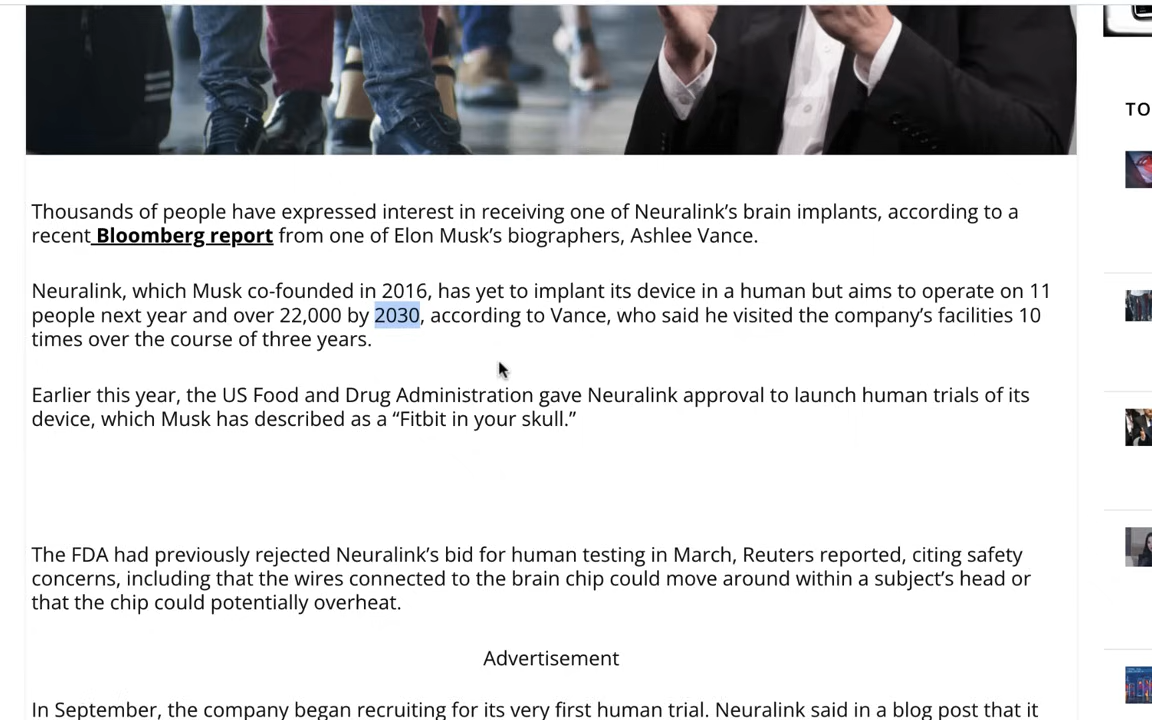 TO
Thousands of people have expressed interest in receiving one of Neuralink’s brain implants, according to a
recent Bloomberg report from one of Elon Musk’s biographers, Ashlee Vance.
Neuralink, which Musk co-founded in 2016, has yet to implant its device in a human but aims to operate on 11
people next year and over 22,000 by 2030, according to Vance, who said he visited the company’s facilities 10
times over the course of three years.
Earlier this year, the US Food and Drug Administration gave Neuralink approval to launch human trials of its
device, which Musk has described as a “Fitbit in your skull.”
The FDA had previously rejected Neuralink’s bid for human testing in March, Reuters reported, citing safety
concerns, including that the wires connected to the brain chip could move around within a subject’s head or
that the chip could potentially overheat.
Advertisement
In September, the company began recruiting for its very first human trial. Neuralink said in a blog post that it